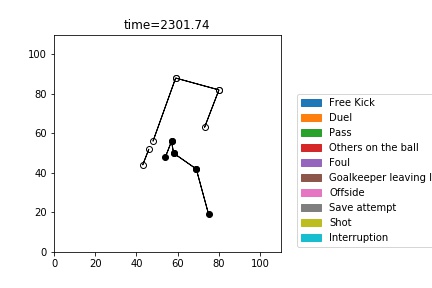 time=2301.74
100
80
60
40
20
0
0 20 40 60 80 100
Free Kick
Duel
Pass
Others on the ball
Foul
Goalkeeper leaving l
Offside
Save attempt
Shot
Interruption